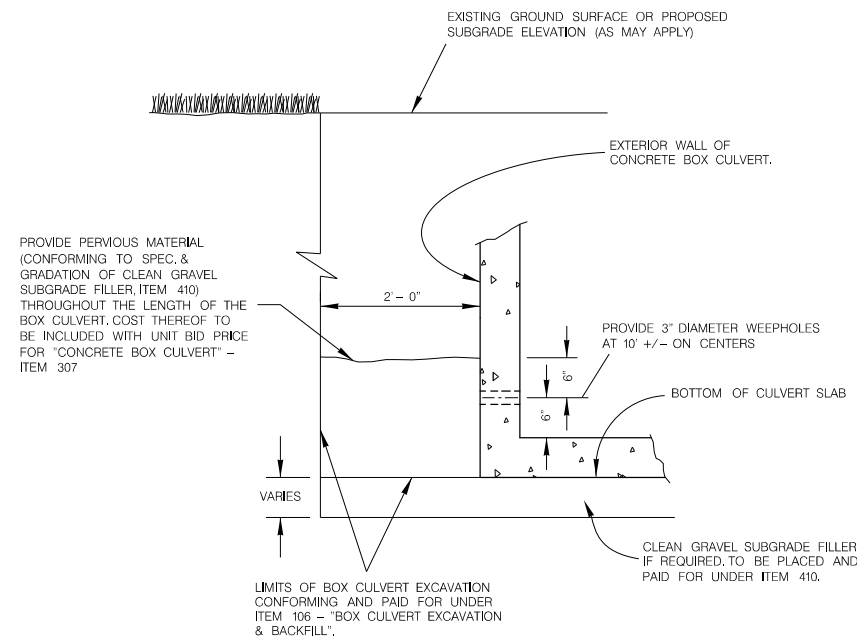 EXISTING GROUND SURFACE OR PROPOSED
SUBGRADE ELEVATION (AS MAY APPLY)
EXTERIOR WALL OF
CONCRETE BOX CULVERT.
PROVIDE PERVIOUS MATERIAL
(CONFORMING TO SPEC. &
GRADATION OF CLEAN GRAVEL
SUBGRADE FILLER, ITEM 410)
THROUGHOUT THE LENGTH OF THE
BOX CULVERT. COST THEREOF TO
BE INCLUDED WITH UNIT BID PRICE
FOR "CONCRETE BOX CULVERT" –
ITEM 307
2' – 0"
PROVIDE 3" DIAMETER WEEPHOLES
AT 10' +/– ON CENTERS
9"
9"
BOTTOM OF CULVERT SLAB
VARIES
CLEAN GRAVEL SUBGRADE FILLER
IF REQUIRED. TO BE PLACED AND
PAID FOR UNDER ITEM 410.
LIMITS OF BOX CULVERT EXCAVATION
CONFORMING AND PAID FOR UNDER
ITEM 106 – "BOX CULVERT EXCAVATION
& BACKFILL".